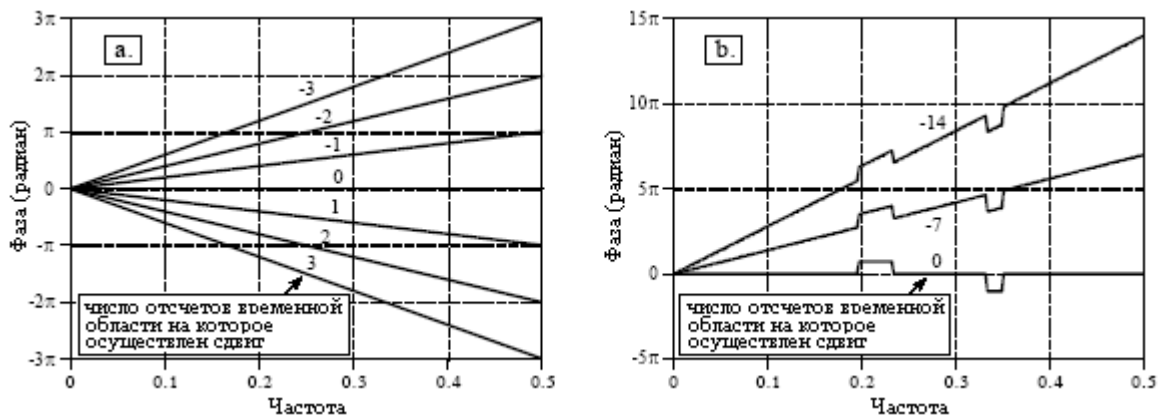 a.
3π
2π
π
0
-π
-2π
-3π
Фаза (радиан)
-3
-2
-1
0
1
2
3
число отсчетов временной
области на которое
осуществлен сдвиг
0
0.1
0.2
0.3
0.4
0.5
Частота
b.
15π
10π
5π
0
-5π
Фаза (радиан)
-14
-7
0
число отсчетов временной
области на которое
осуществлен сдвиг
0
0.1
0.2
0.3
0.4
0.5
Частота